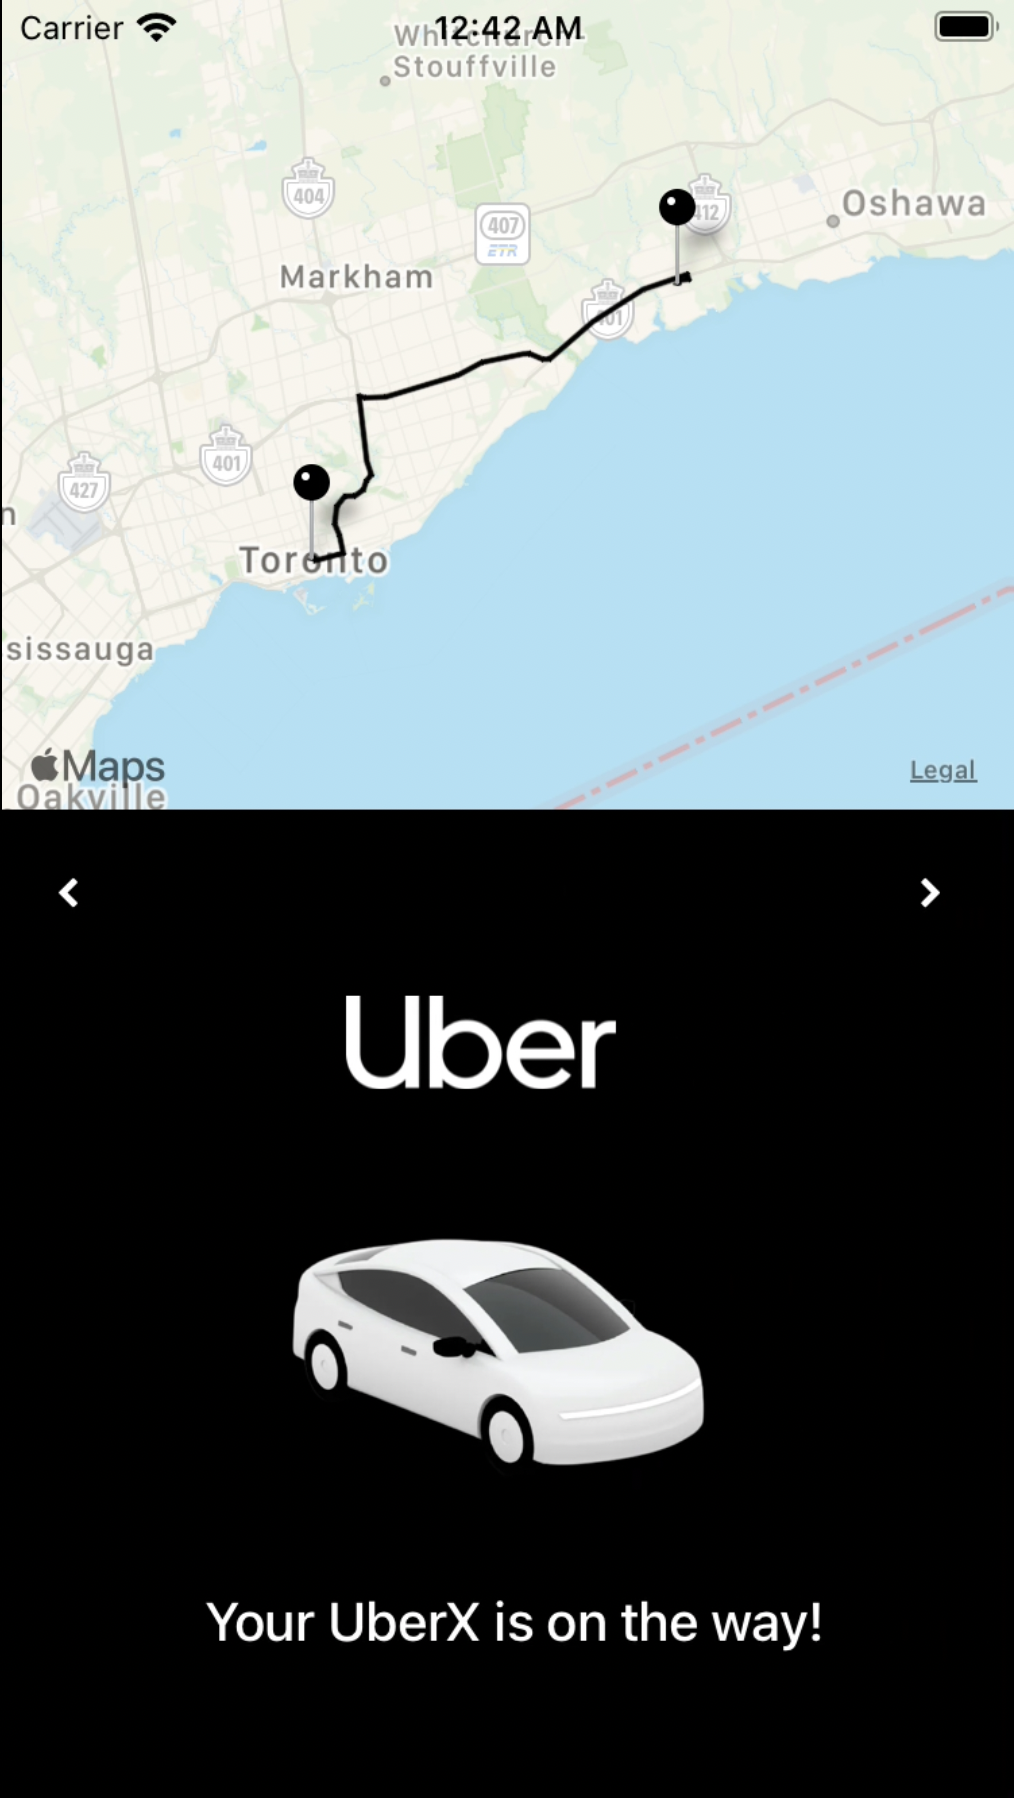 Carrier
12:42 AM
Whitchurch
Stouffville
404
412
Oshawa
407
ETR
Markham
401
401
427
n
Toronto
sissauga
Maps
Legal
Oakville
Uber
Your UberX is on the way!